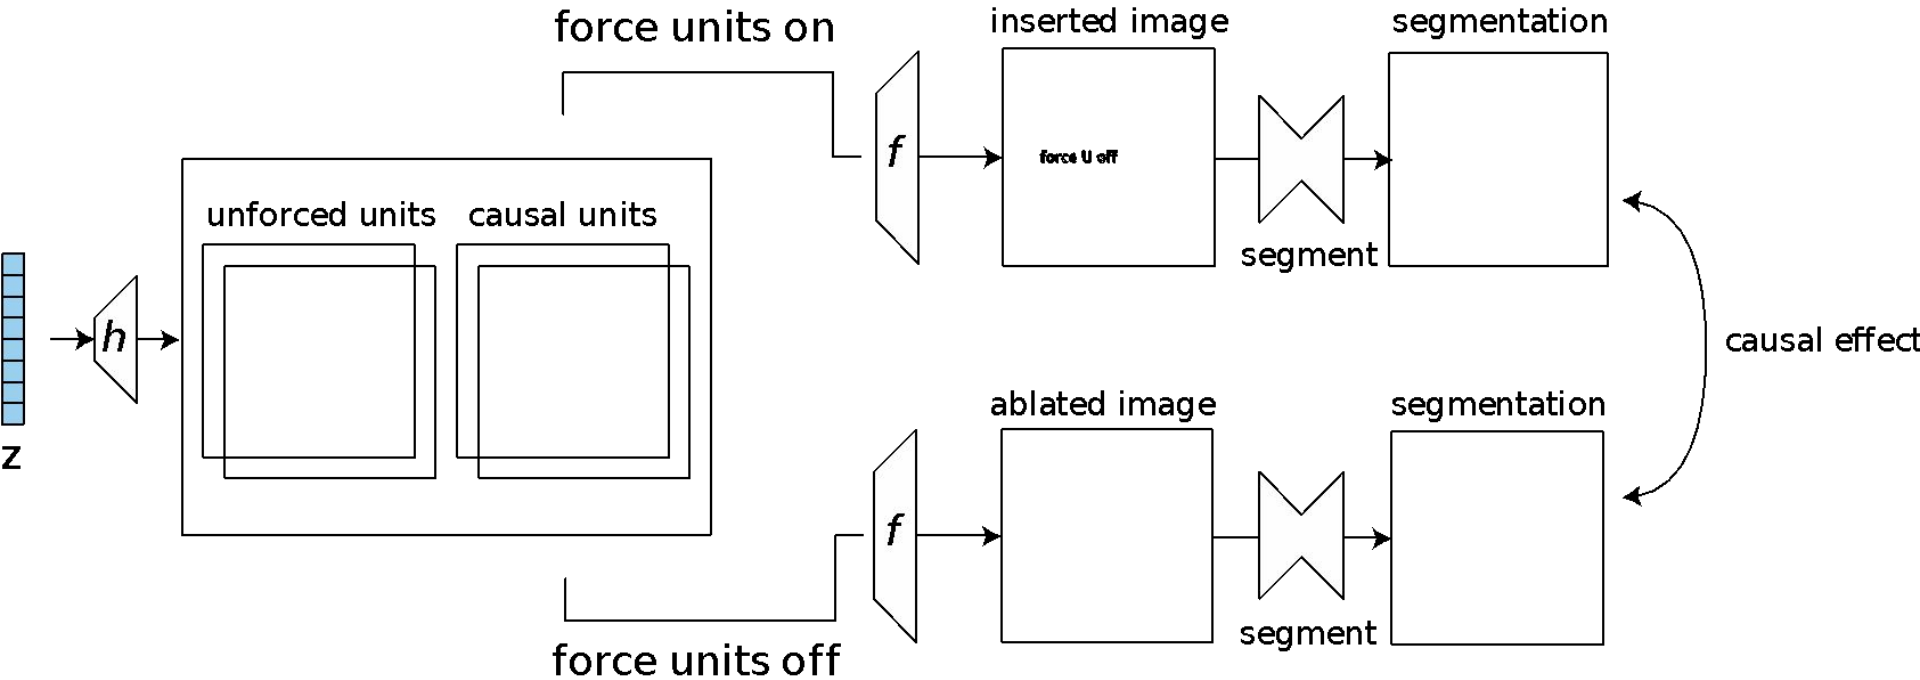 force units on
inserted image
segmentation
f
force U off
unforced units
causal units
segment
h
z
causal effect
ablated image
segmentation
f
segment
force units off